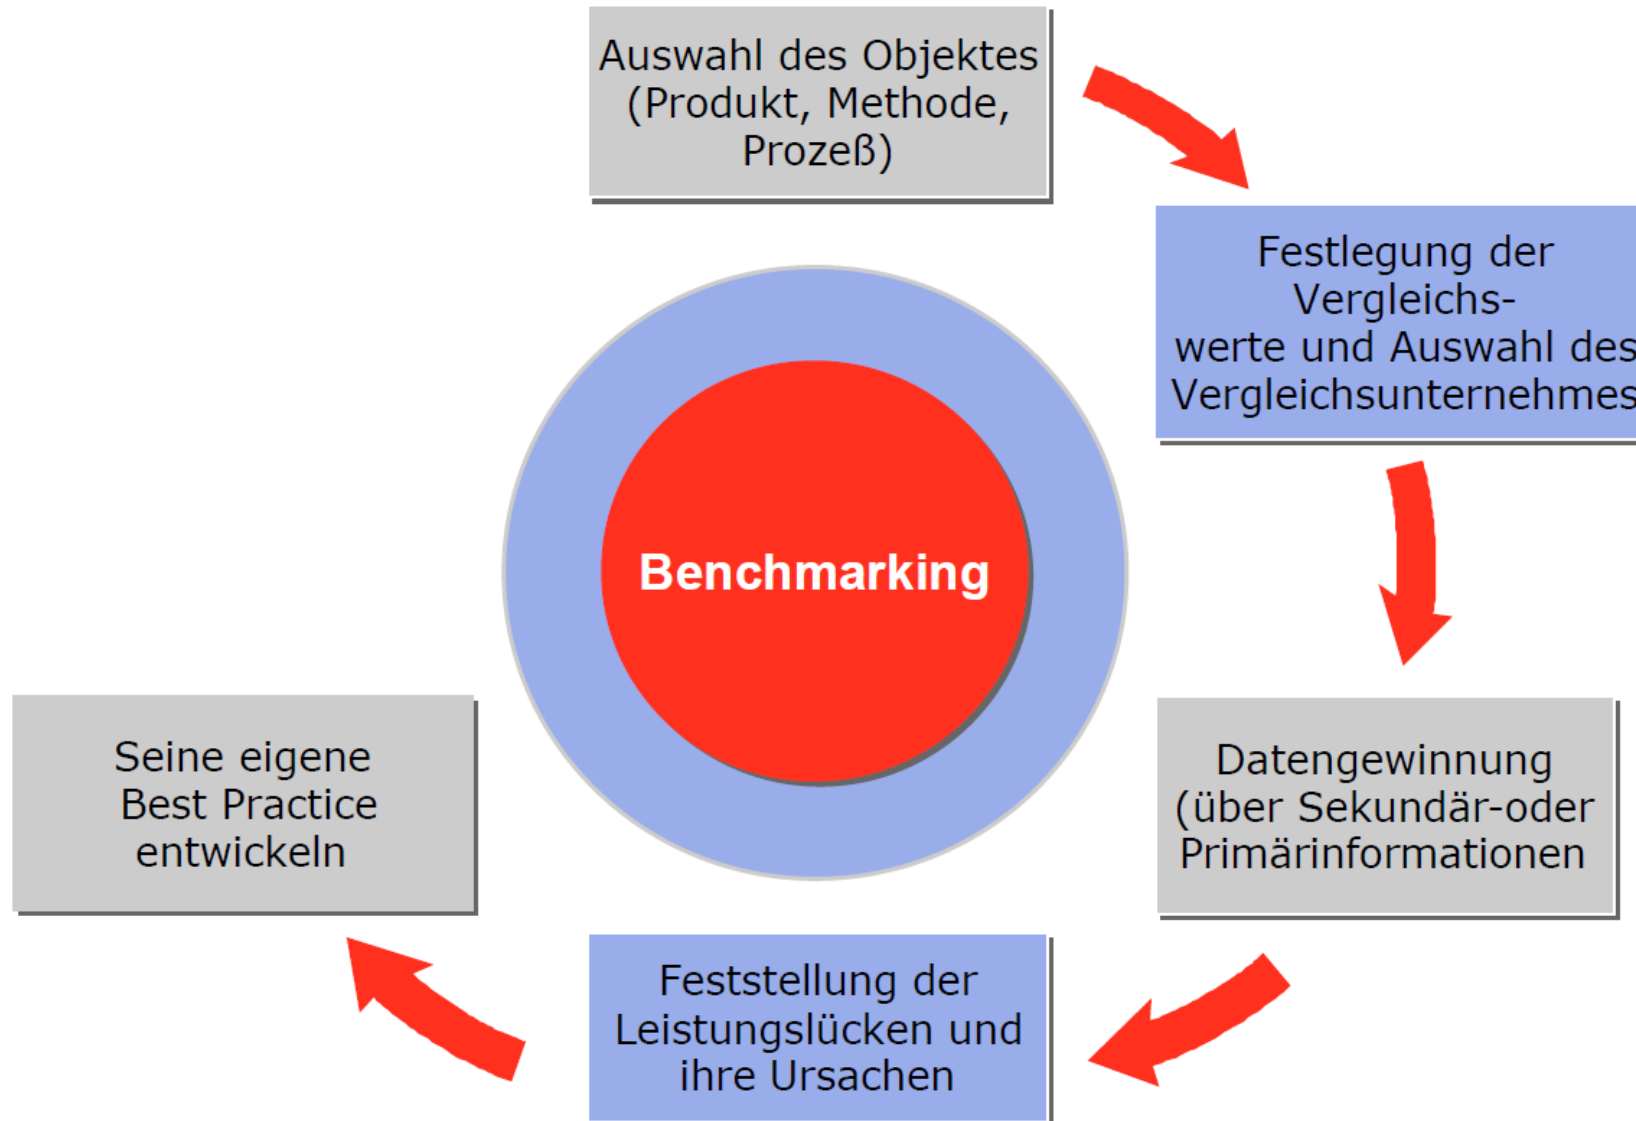 Auswahl des Objektes
(Produkt, Methode,
Prozeß)
Festlegung der
Vergleichs-
werte und Auswahl des
Vergleichsunternehmes
Benchmarking
Seine eigene
Best Practice
entwickeln
Datengewinnung
(über Sekundär-oder
Primärinformationen
Feststellung der
Leistungslücken und
ihre Ursachen